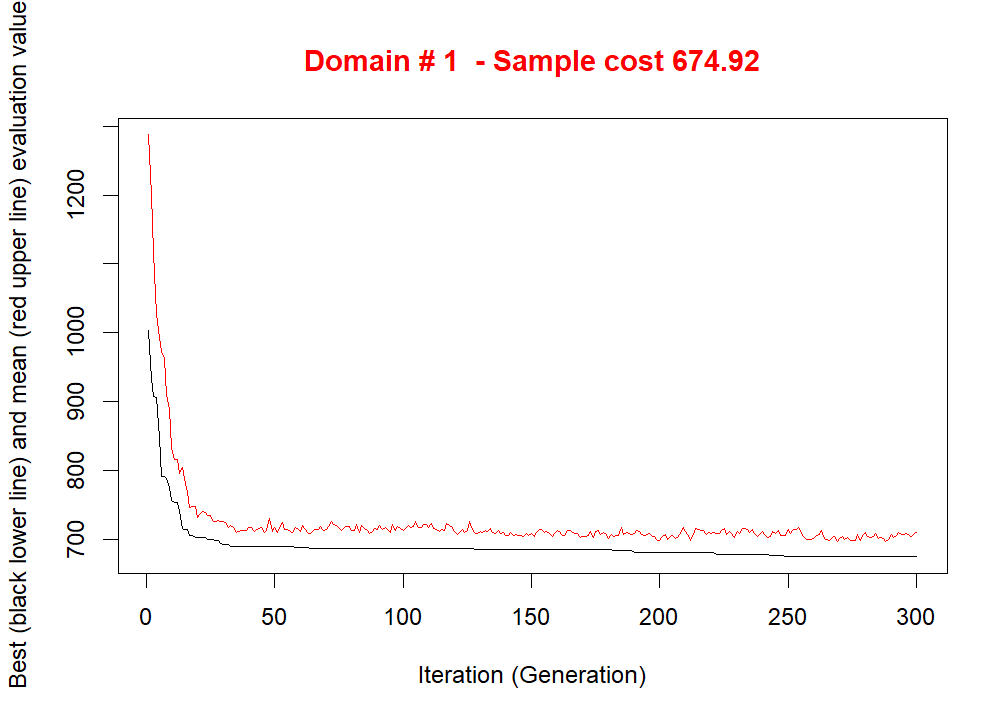 Domain # 1  - Sample cost 674.92
Best (black lower line) and mean (red upper line) evaluation value
1200
1000
900
800
700
0 50 100 150 200 250 300
Iteration (Generation)